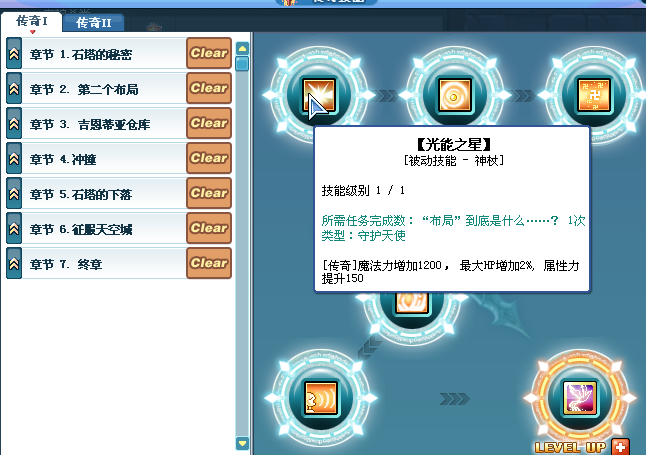 传奇I
传奇II
章节 1.石塔的秘密
Clear
章节 2. 第二个布局
Clear
章节 3. 吉恩蒂亚仓库
Clear
章节 4.冲撞
Clear
章节 5.石塔的下落
Clear
章节 6.征服天空城
Clear
章节 7. 终章
Clear
【光能之星】
[被动技能 - 神杖]
技能级别 1 / 1
所需任务完成数：“布局”到底是什么……？ 1次
类型：守护天使
[传奇]魔法力增加1200， 最大HP增加2%, 属性力
提升150
LEVEL UP